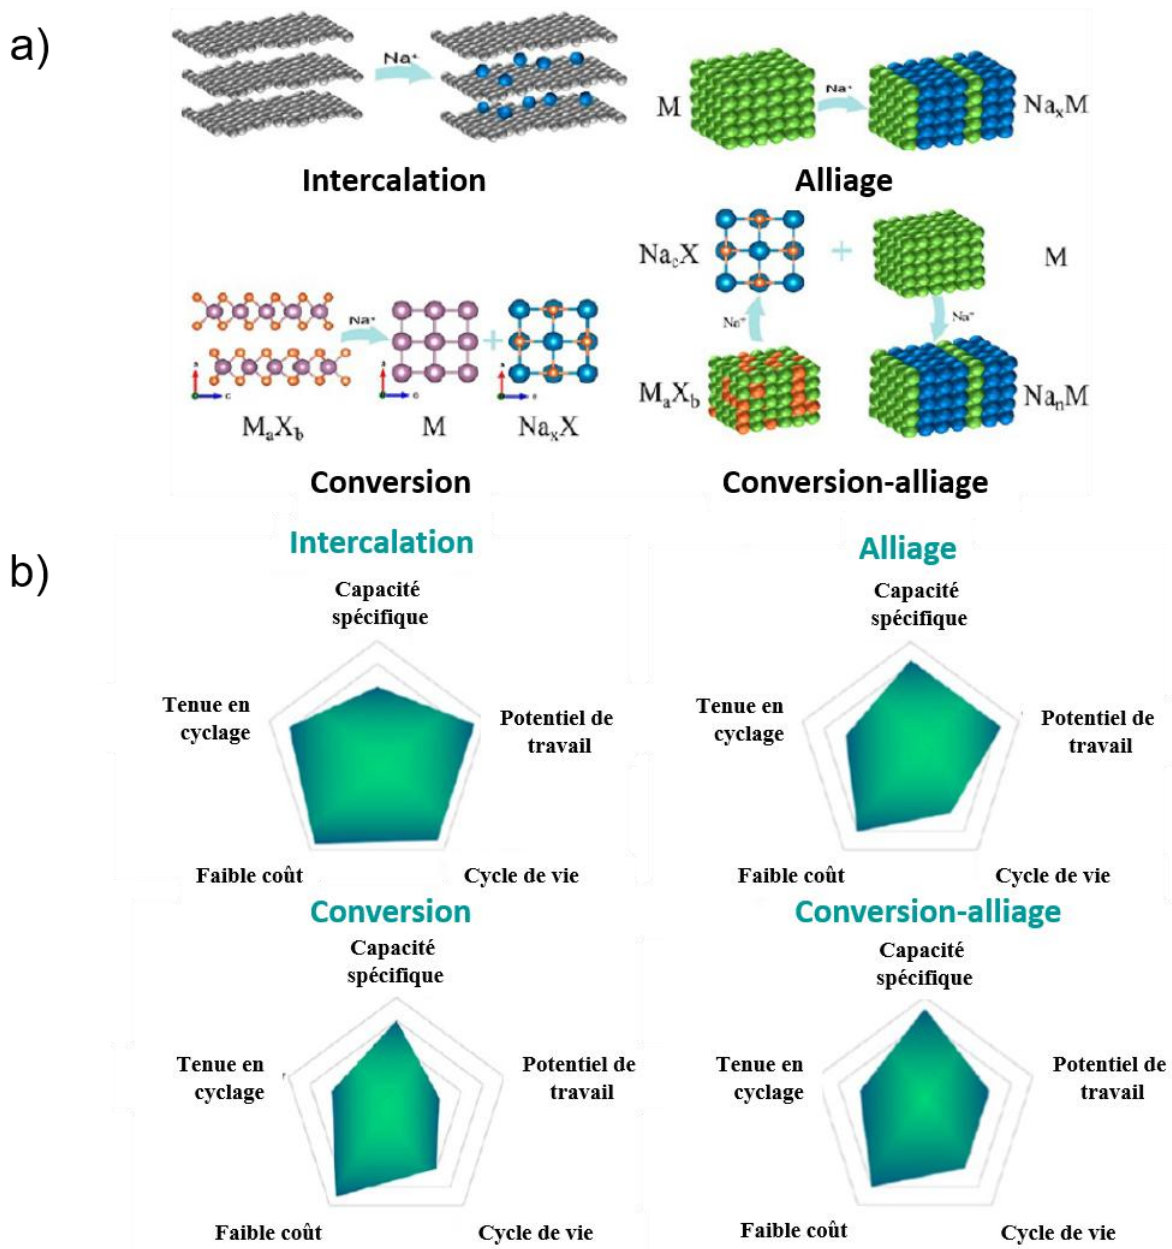 a)
Na⁺
Intercalation
M
Na⁺
NaₓM
Alliage
MₐXᵦ
Na⁺
M
+
NaₓX
Conversion
Na꜀X
+
M
Na⁺
Na⁺
MₐXᵦ
NaₙM
Conversion-alliage
b)
Intercalation
Capacité
spécifique
Tenue en
cyclage
Potentiel de
travail
Faible coût
Cycle de vie
Alliage
Capacité
spécifique
Tenue en
cyclage
Potentiel de
travail
Faible coût
Cycle de vie
Conversion
Capacité
spécifique
Tenue en
cyclage
Potentiel de
travail
Faible coût
Cycle de vie
Conversion-alliage
Capacité
spécifique
Tenue en
cyclage
Potentiel de
travail
Faible coût
Cycle de vie